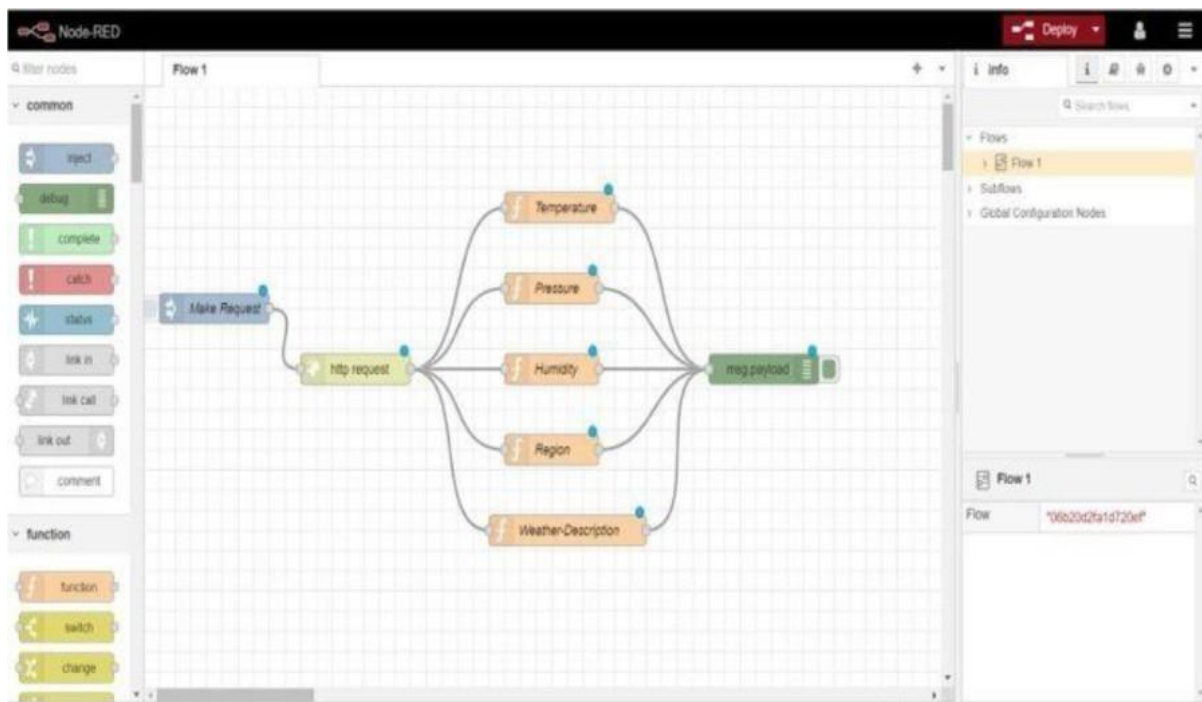 Node-RED
Deploy
filter nodes
Flow 1
info
i
common
Search flows
inject
Flows
Flow 1
debug
Temperature
Subflows
complete
Global Configuration Nodes
catch
Pressure
Make Request
status
link in
http request
Humidity
msg.payload
link call
link out
Region
comment
Flow 1
Weather-Description
Flow
"06b20d2fa1d720ef"
function
function
switch
change